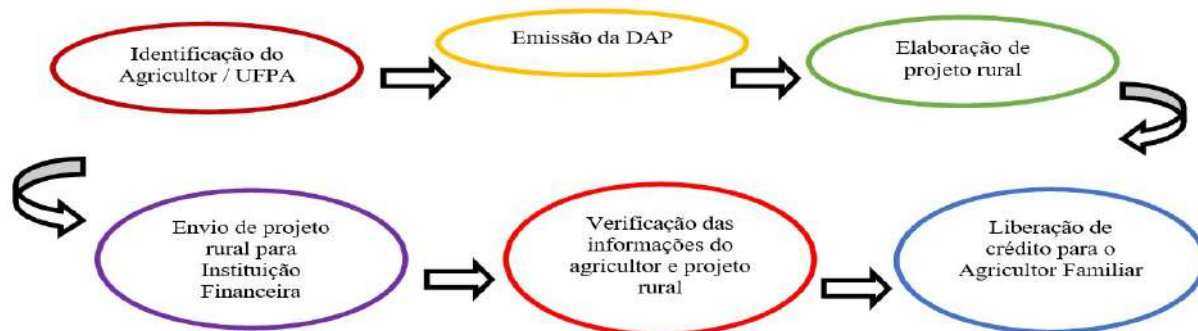 Identificação do
Agricultor / UFPA
Emissão da DAP
Elaboração de
projeto rural
Envio de projeto
rural para
Instituição
Financeira
Verificação das
informações do
agricultor e projeto
rural
Liberação de
crédito para o
Agricultor Familiar